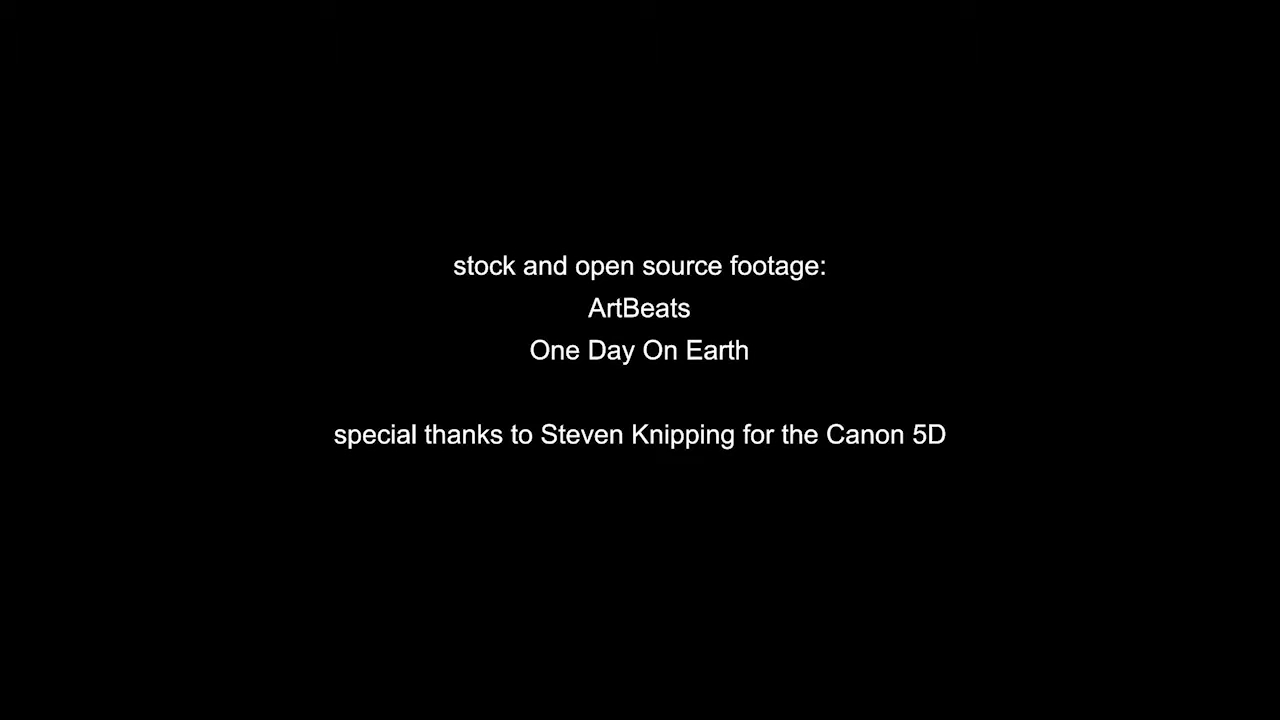 stock and open source footage:
ArtBeats
One Day On Earth
special thanks to Steven Knipping for the Canon 5D